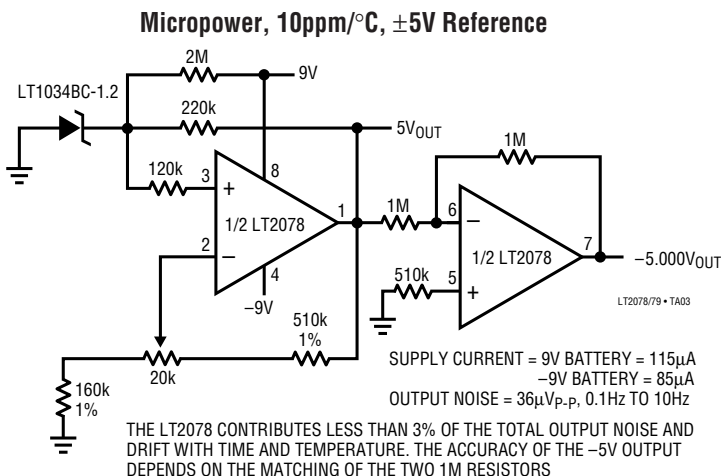 Micropower, 10ppm/°C, ±5V Reference
2M
9V
LT1034BC-1.2
220k
5VOUT
120k
3
+
8
1M
1/2 LT2078
1
1M
6
–
2
–
7
1/2 LT2078
–5.000VOUT
4
510k
5
+
–9V
LT2078/79 • TA03
510k
1%
20k
160k
1%
SUPPLY CURRENT = 9V BATTERY = 115µA
–9V BATTERY = 85µA
OUTPUT NOISE = 36µVP-P, 0.1Hz TO 10Hz
THE LT2078 CONTRIBUTES LESS THAN 3% OF THE TOTAL OUTPUT NOISE AND
DRIFT WITH TIME AND TEMPERATURE. THE ACCURACY OF THE –5V OUTPUT
DEPENDS ON THE MATCHING OF THE TWO 1M RESISTORS